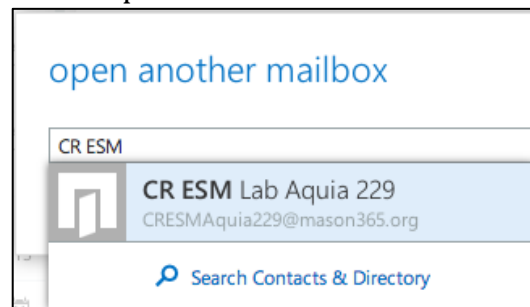 open another mailbox
CR ESM
CR ESM Lab Aquia 229
CRESMAquia229@mason365.org
Search Contacts & Directory